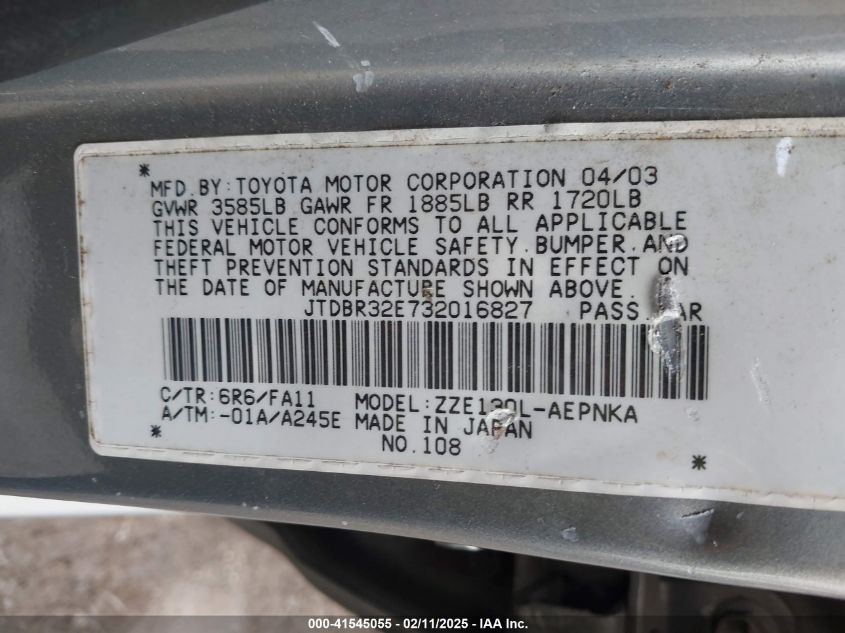 *
MFD. BY: TOYOTA MOTOR CORPORATION 04/03
GVWR 3585LB GAWR FR 1885LB RR 1720LB
THIS VEHICLE CONFORMS TO ALL APPLICABLE
FEDERAL MOTOR VEHICLE SAFETY. BUMPER. AND
THEFT PREVENTION STANDARDS IN EFFECT ON
THE DATE OF MANUFACTURE SHOWN ABOVE.
JTDBR32E732016827 PASS.
C/TR: 6R6/FA11 MODEL: ZZE130L-AEPNKA
A/TM: -01A/A245E MADE IN JAPAN
* NO. 108 *
000-41545055 - 02/11/2025 - IAA Inc.